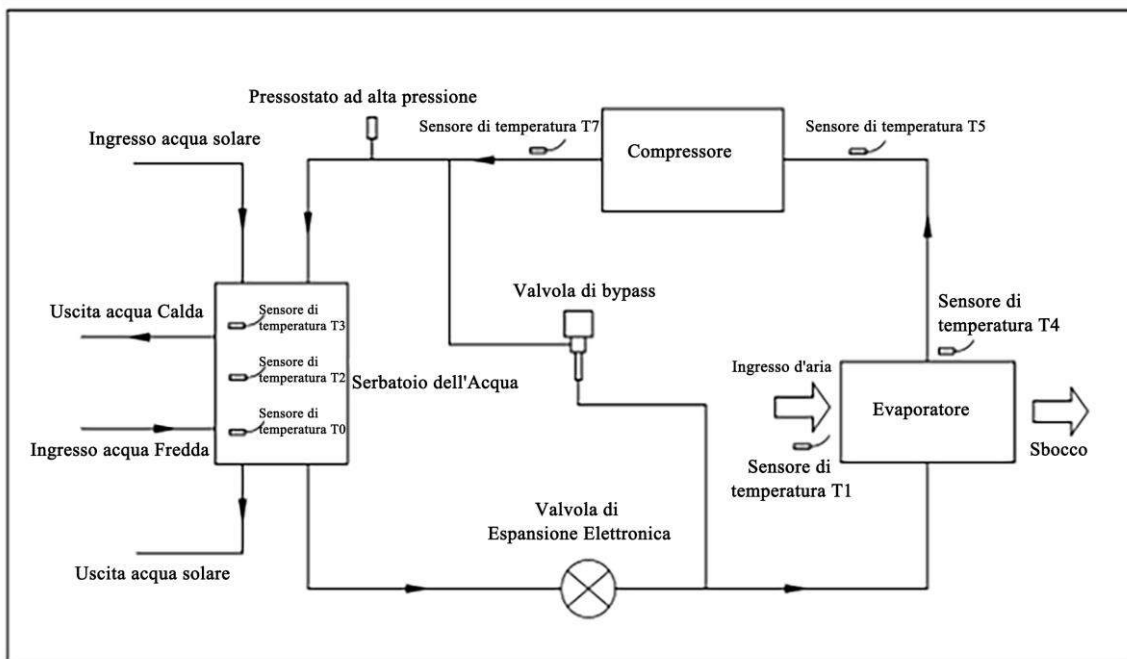 Pressostato ad alta pressione
Ingresso acqua solare
Sensore di temperatura T7
Compressore
Sensore di temperatura T5
Uscita acqua Calda
Sensore di
temperatura T3
Sensore di
temperatura T2
Serbatoio dell'Acqua
Sensore di
temperatura T0
Ingresso acqua Fredda
Uscita acqua solare
Valvola di bypass
Valvola di
Espansione Elettronica
Sensore di
temperatura T4
Ingresso d'aria
Evaporatore
Sensore di
temperatura T1
Sbocco